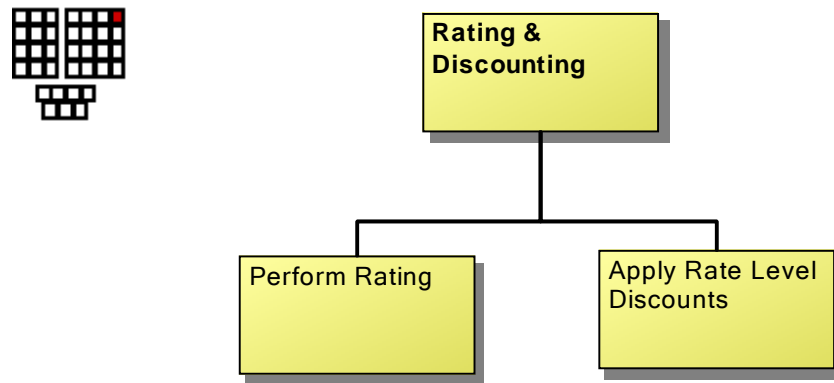 Rating &
Discounting
Perform Rating
Apply Rate Level
Discounts